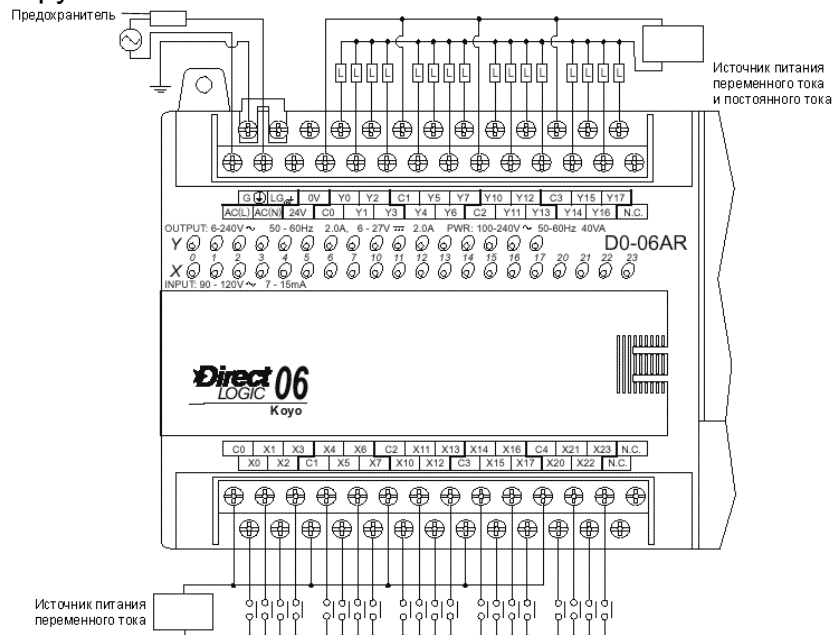 Предохранитель
Источник питания
переменного тока
и постоянного тока
L L L L L L L L L L L L L L L L
G LG 0V Y0 Y2 C1 Y5 Y7 Y10 Y12 C3 Y15 Y17
AC(L) AC(N) 24V C0 Y1 Y3 Y4 Y6 C2 Y11 Y13 Y14 Y16 N.C.
OUTPUT: 6-240V ~ 50 - 60Hz 2.0A, 6 - 27V ⎓ 2.0A PWR: 100-240V ~ 50-60Hz 40VA
Y D0-06AR
0 1 2 3 4 5 6 7 10 11 12 13 14 15 16 17 20 21 22 23
X
INPUT: 90 - 120V ~ 7 - 15mA
Direct
LOGIC 06
Koyo
C0 X1 X3 X4 X6 C2 X11 X13 X14 X16 C4 X21 X23 N.C.
X0 X2 C1 X5 X7 X10 X12 C3 X15 X17 X20 X22 N.C.
Источник питания
переменного тока